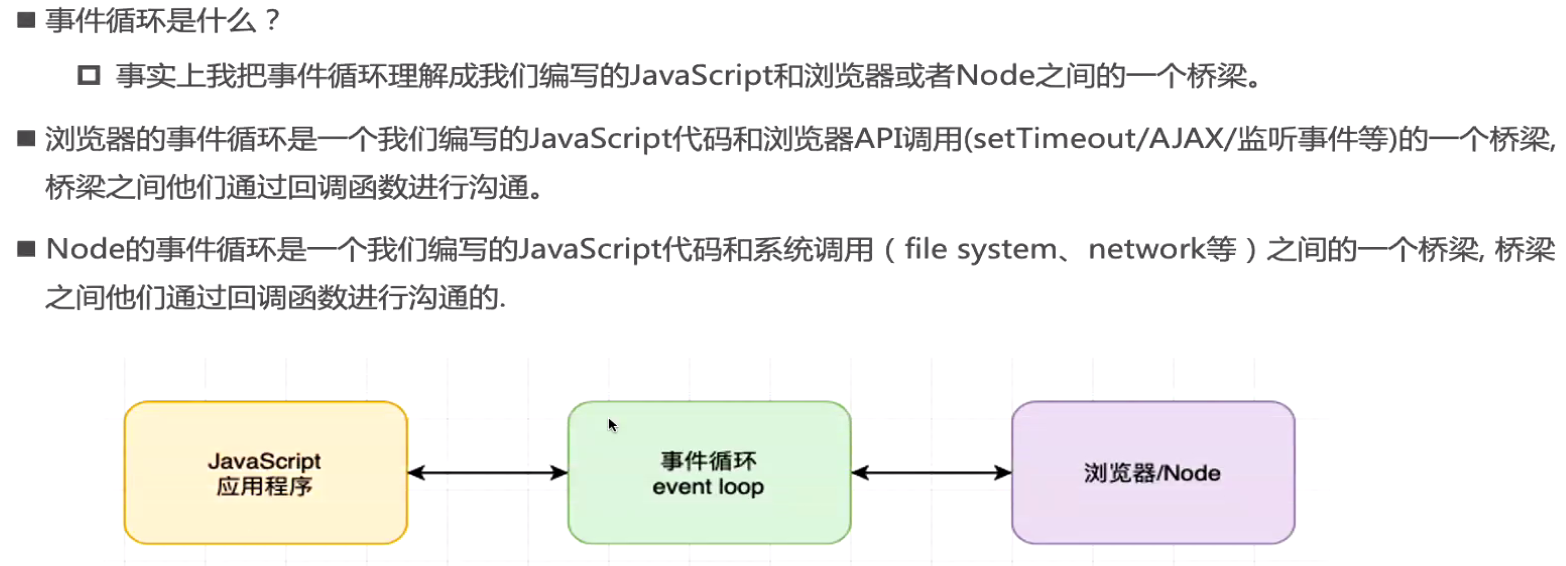 事件循环是什么？
事实上我把事件循环理解成我们编写的JavaScript和浏览器或者Node之间的一个桥梁。
浏览器的事件循环是一个我们编写的JavaScript代码和浏览器API调用(setTimeout/AJAX/监听事件等)的一个桥梁,
桥梁之间他们通过回调函数进行沟通。
Node的事件循环是一个我们编写的JavaScript代码和系统调用（file system、network等）之间的一个桥梁, 桥梁
之间他们通过回调函数进行沟通的.
JavaScript
应用程序
事件循环
event loop
浏览器/Node